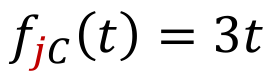 f_{jC}(t) = 3t